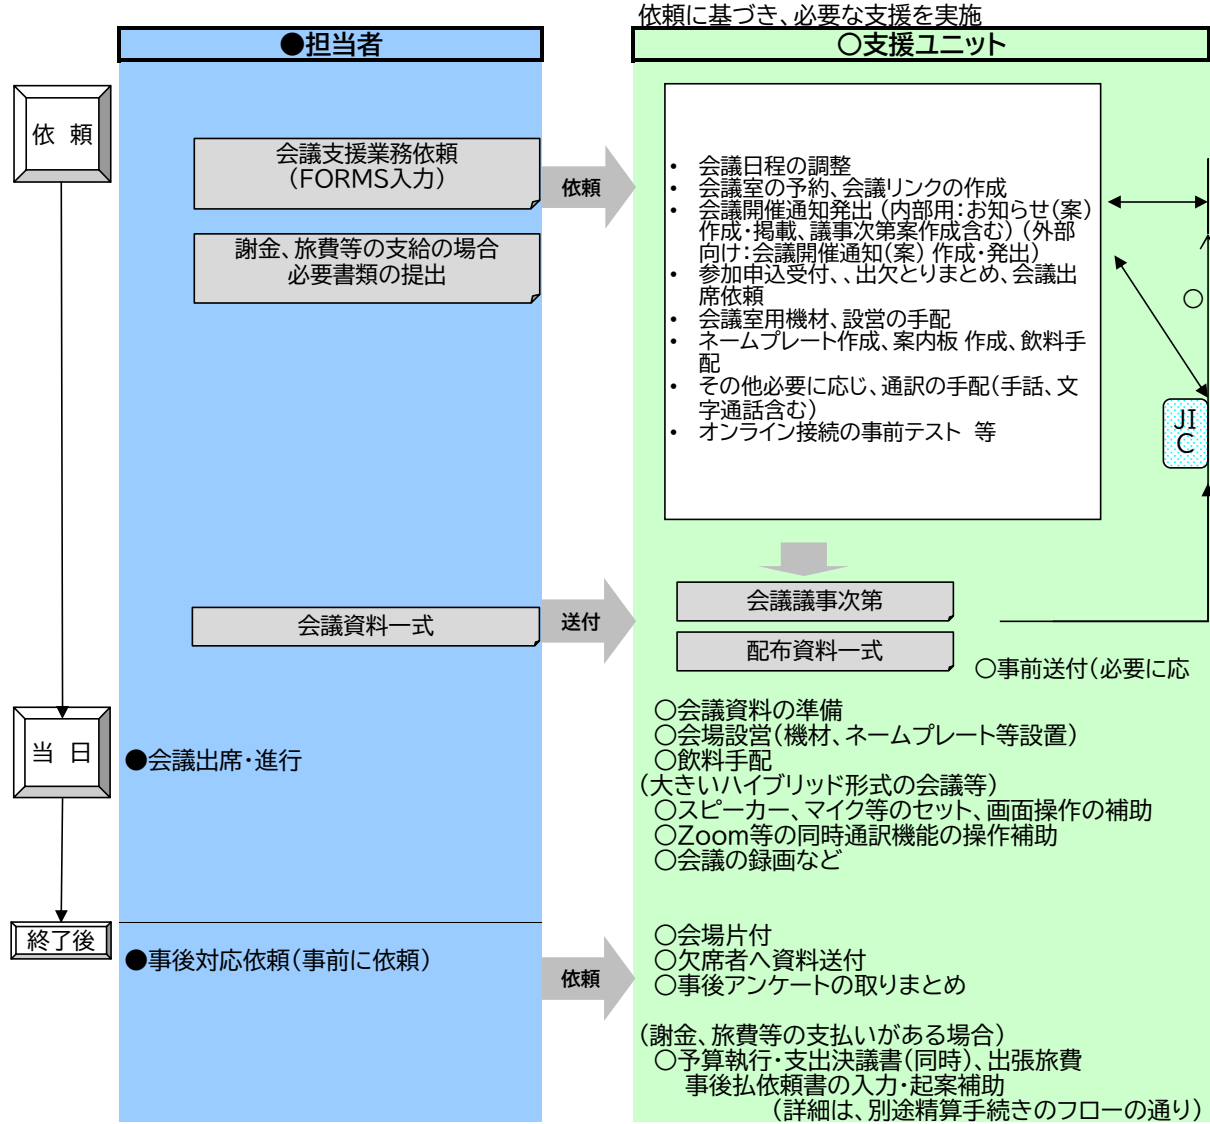 依頼に基づき、必要な支援を実施
●担当者
○支援ユニット
依 頼
会議支援業務依頼
(FORMS入力)
依頼
謝金、旅費等の支給の場合
必要書類の提出
• 会議日程の調整
• 会議室の予約、会議リンクの作成
• 会議開催通知発出 (内部用:お知らせ(案)
作成・掲載、議事次第案作成含む) (外部
向け:会議開催通知(案) 作成・発出)
• 参加申込受付、、出欠とりまとめ、会議出
席依頼
• 会議室用機材、設営の手配
• ネームプレート作成、案内板 作成、飲料手
配
• その他必要に応じ、通訳の手配(手話、文
字通話含む)
• オンライン接続の事前テスト 等
○
JI
C
会議資料一式
送付
会議議事次第
配布資料一式
○事前送付(必要に応
当 日
●会議出席・進行
○会議資料の準備
○会場設営(機材、ネームプレート等設置)
○飲料手配
(大きいハイブリッド形式の会議等)
○スピーカー、マイク等のセット、画面操作の補助
○Zoom等の同時通訳機能の操作補助
○会議の録画など
終了後
●事後対応依頼(事前に依頼)
依頼
○会場片付
○欠席者へ資料送付
○事後アンケートの取りまとめ
(謝金、旅費等の支払いがある場合)
○予算執行・支出決議書(同時)、出張旅費
事後払依頼書の入力・起案補助
(詳細は、別途精算手続きのフローの通り)